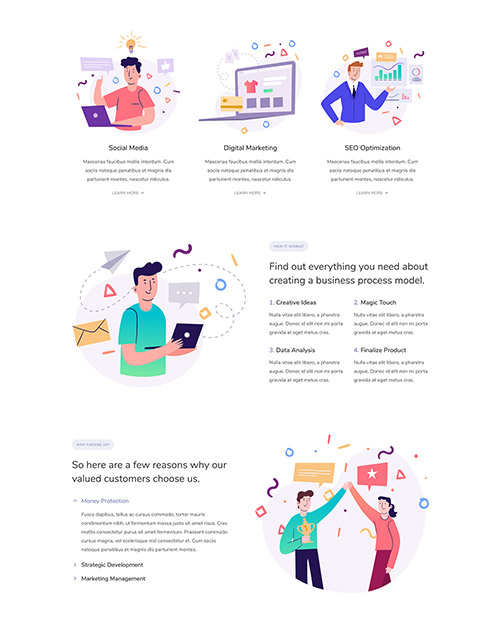 Social Media
Maecenas faucibus mollis interdum. Cum
sociis natoque penatibus et magnis dis
parturient montes, nascetur ridiculus.
LEARN MORE →
Digital Marketing
Maecenas faucibus mollis interdum. Cum
sociis natoque penatibus et magnis dis
parturient montes, nascetur ridiculus.
LEARN MORE →
SEO Optimization
Maecenas faucibus mollis interdum. Cum
sociis natoque penatibus et magnis dis
parturient montes, nascetur ridiculus.
LEARN MORE →
HOW IT WORKS?
Find out everything you need about
creating a business process model.
1. Creative Ideas
Nulla vitae elit libero, a pharetra
augue. Donec id elit non mi porta
gravida at eget metus cras.
2. Magic Touch
Nulla vitae elit libero, a pharetra
augue. Donec id elit non mi porta
gravida at eget metus cras.
3. Data Analysis
Nulla vitae elit libero, a pharetra
augue. Donec id elit non mi porta
gravida at eget metus cras.
4. Finalize Product
Nulla vitae elit libero, a pharetra
augue. Donec id elit non mi porta
gravida at eget metus cras.
WHY CHOOSE US?
So here are a few reasons why our
valued customers choose us.
Money Protection
Fusce dapibus, tellus ac cursus commodo, tortor mauris
condimentum nibh, ut fermentum massa justo sit amet risus. Cras
mattis consectetur purus sit amet fermentum. Praesent commodo
cursus magna, vel scelerisque nisl consectetur et. Cum sociis
natoque penatibus et magnis dis parturient montes.
Strategic Development
Marketing Management